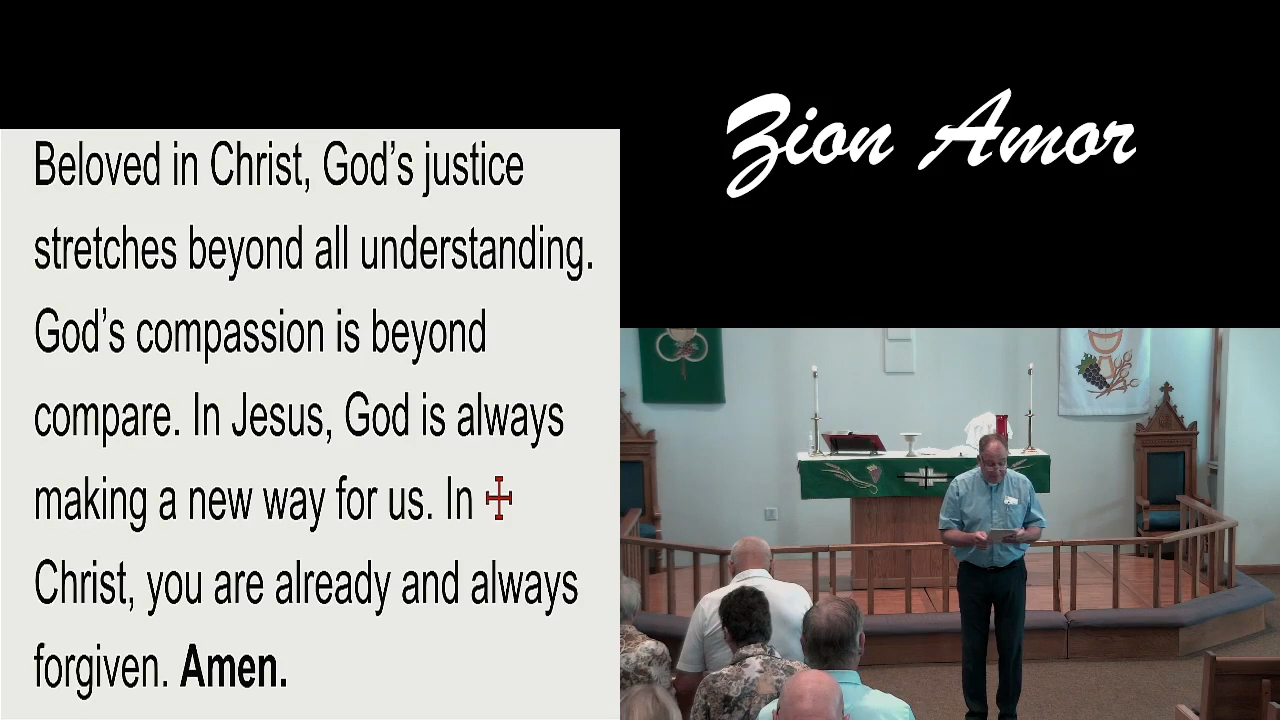 Zion Amor
Beloved in Christ, God’s justice
stretches beyond all understanding.
God’s compassion is beyond
compare. In Jesus, God is always
making a new way for us. In ☩
Christ, you are already and always
forgiven. Amen.